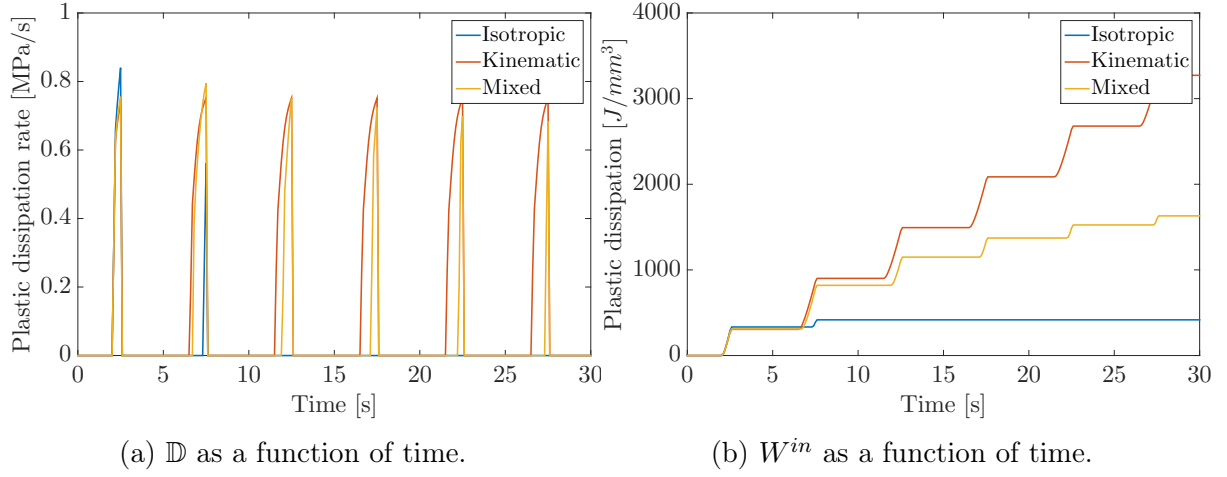 Plastic dissipation rate [MPa/s]
1
0.8
0.6
0.4
0.2
0
0 5 10 15 20 25 30
Time [s]
Isotropic
Kinematic
Mixed
(a) 𝔻 as a function of time.
Plastic dissipation [J/mm³]
4000
3000
2000
1000
0
0 5 10 15 20 25 30
Time [s]
Isotropic
Kinematic
Mixed
(b) Wⁱⁿ as a function of time.